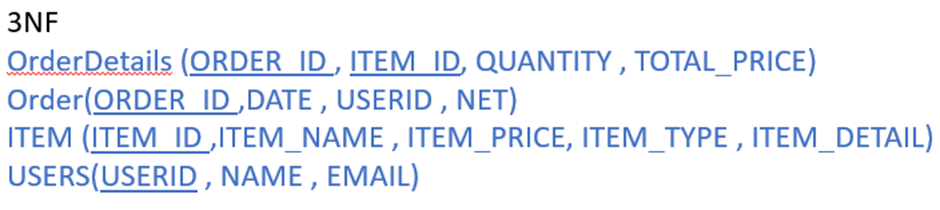 3NF
OrderDetails (ORDER_ID , ITEM_ID, QUANTITY , TOTAL_PRICE)
Order(ORDER_ID ,DATE , USERID , NET)
ITEM (ITEM_ID ,ITEM_NAME , ITEM_PRICE, ITEM_TYPE , ITEM_DETAIL)
USERS(USERID , NAME , EMAIL)